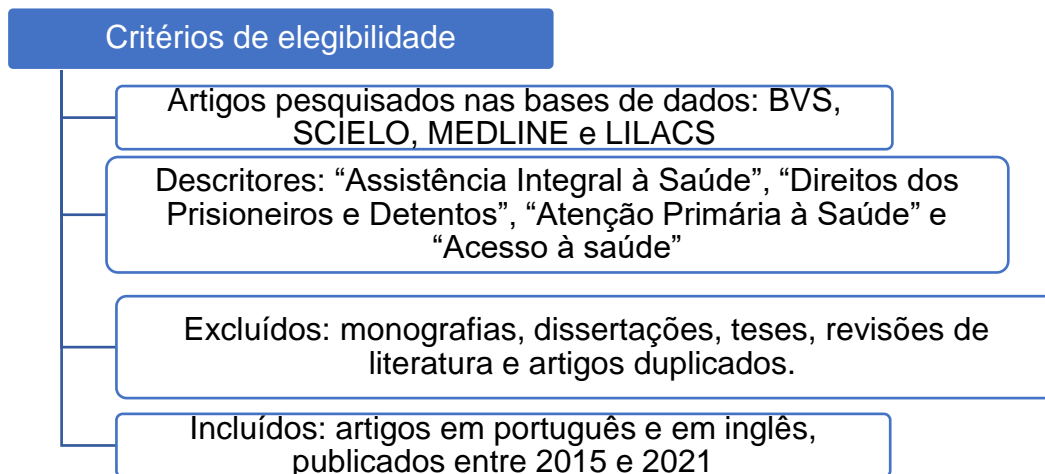 Critérios de elegibilidade
Artigos pesquisados nas bases de dados: BVS,
SCIELO, MEDLINE e LILACS
Descritores: “Assistência Integral à Saúde”, “Direitos dos
Prisioneiros e Detentos”, “Atenção Primária à Saúde” e
“Acesso à saúde”
Excluídos: monografias, dissertações, teses, revisões de
literatura e artigos duplicados.
Incluídos: artigos em português e em inglês,
publicados entre 2015 e 2021